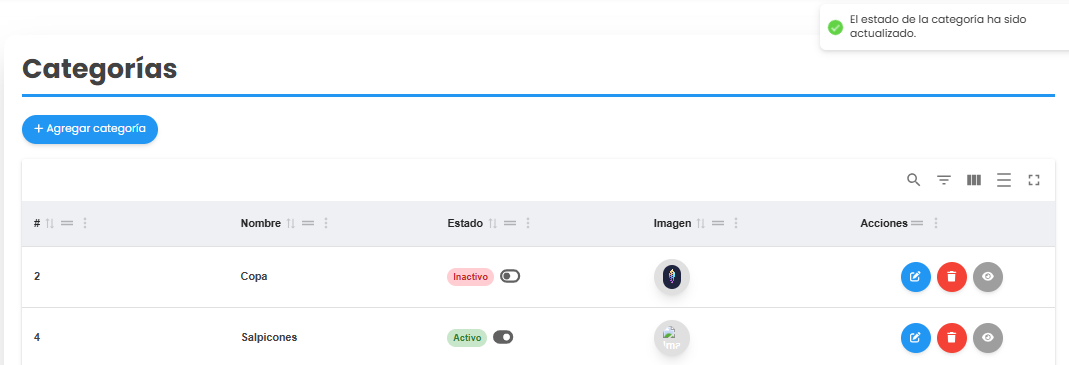 El estado de la categoría ha sido
actualizado.
Categorías
+ Agregar categoría
# Nombre Estado Imagen Acciones
2 Copa Inactivo
4 Salpicones Activo Ima